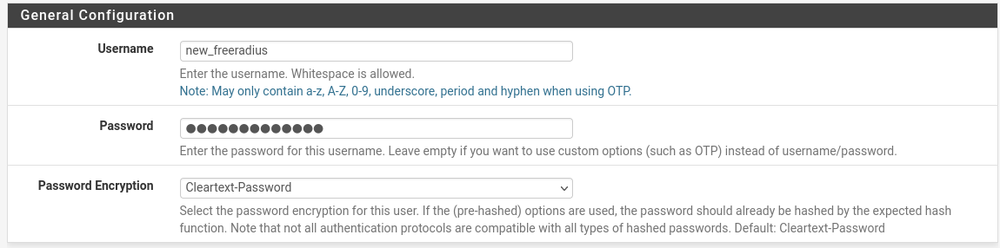 General Configuration
Username
new_freeradius
Enter the username. Whitespace is allowed.
Note: May only contain a-z, A-Z, 0-9, underscore, period and hyphen when using OTP.
Password
●●●●●●●●●●●●●
Enter the password for this username. Leave empty if you want to use custom options (such as OTP) instead of username/password.
Password Encryption
Cleartext-Password
Select the password encryption for this user. If the (pre-hashed) options are used, the password should already be hashed by the expected hash
function. Note that not all authentication protocols are compatible with all types of hashed passwords. Default: Cleartext-Password